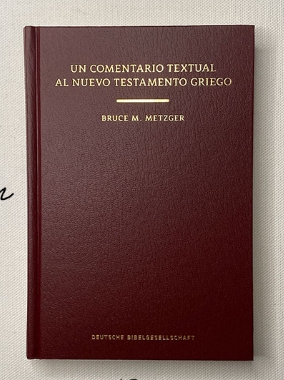 UN COMENTARIO TEXTUAL
AL NUEVO TESTAMENTO GRIEGO
BRUCE M. METZGER
DEUTSCHE BIBELGESELLSCHAFT